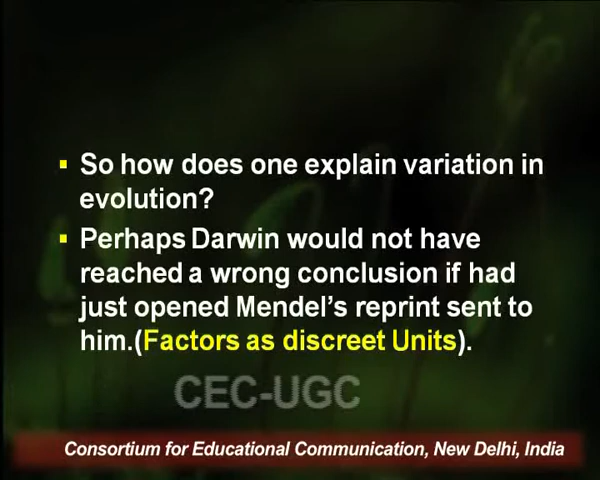 So how does one explain variation in
evolution?
Perhaps Darwin would not have
reached a wrong conclusion if had
just opened Mendel's reprint sent to
him.(Factors as discreet Units).
CEC-UGC
Consortium for Educational Communication, New Delhi, India